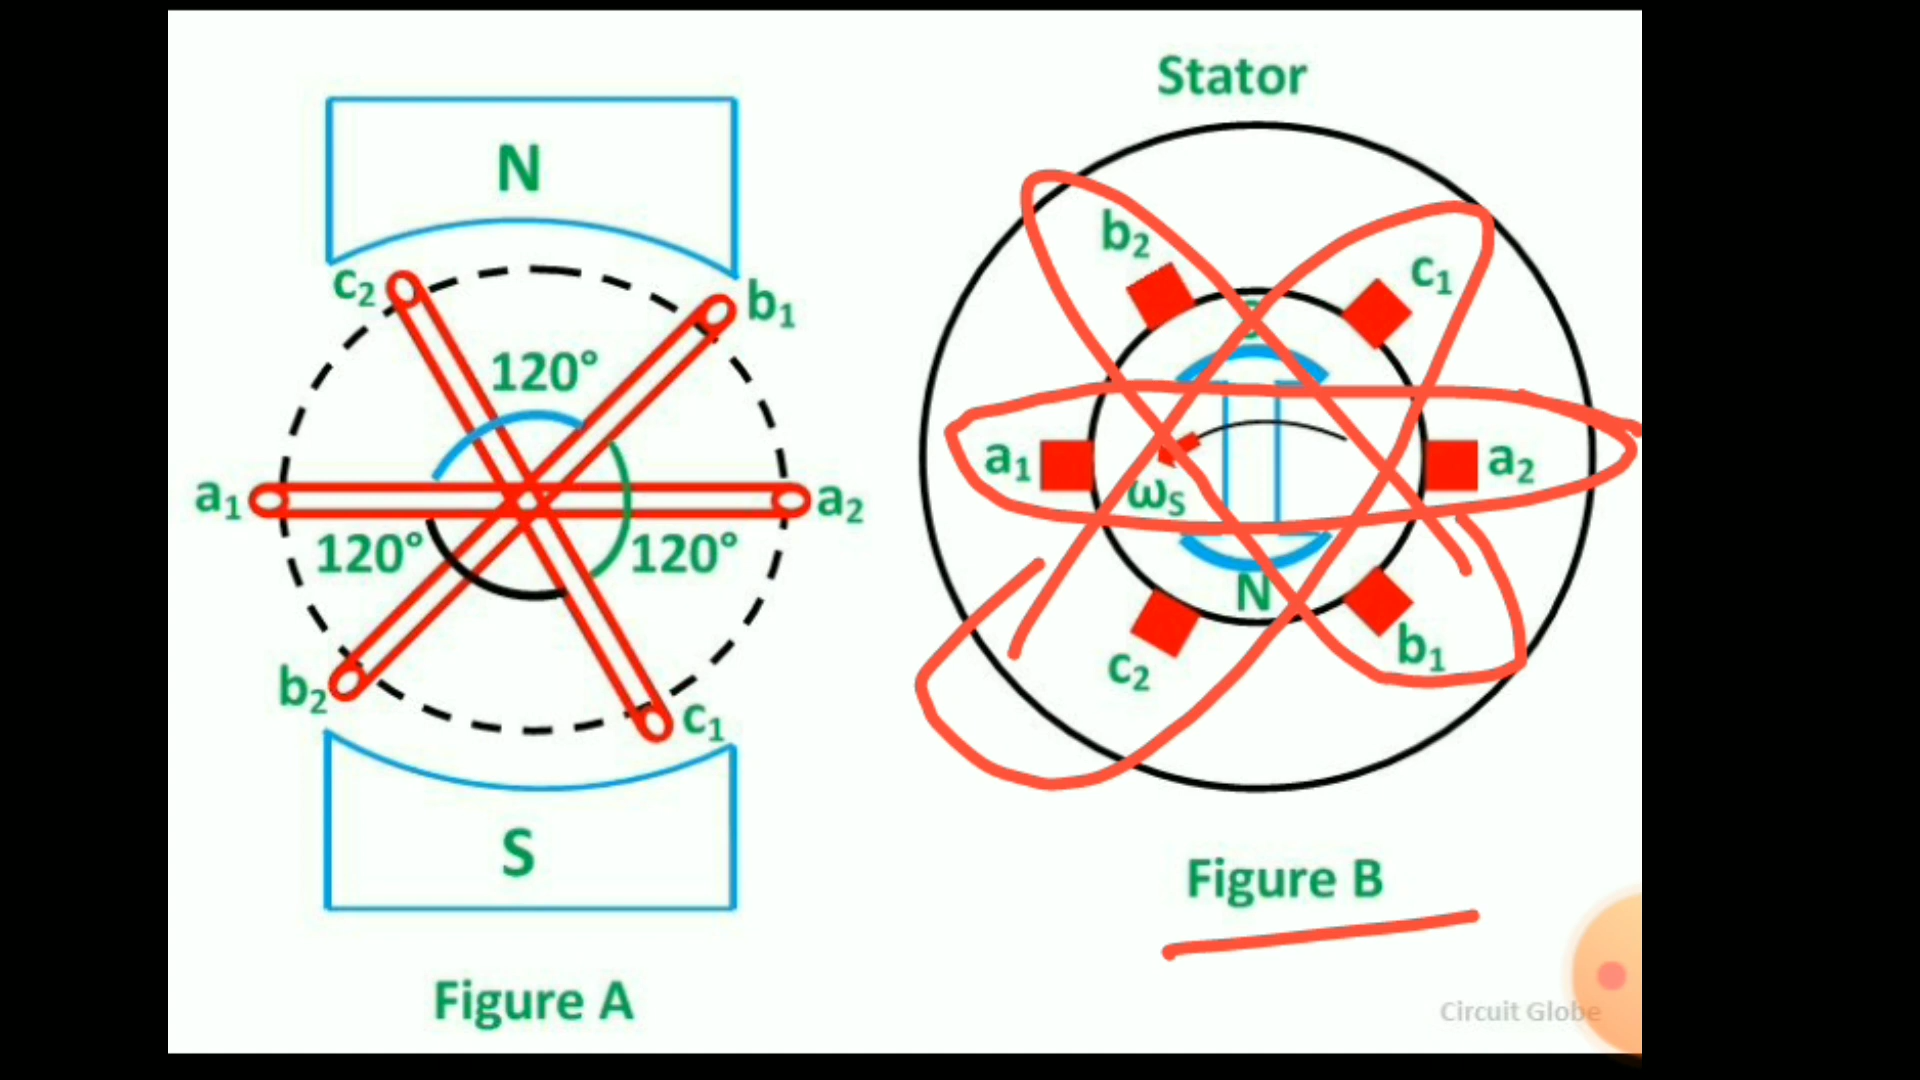 Stator
N
c₂
b₁
120°
a₁
a₂
120°
120°
b₂
c₁
S
Figure A
b₂
c₁
a₁
a₂
ωS
N
c₂
b₁
Figure B
Circuit Globe